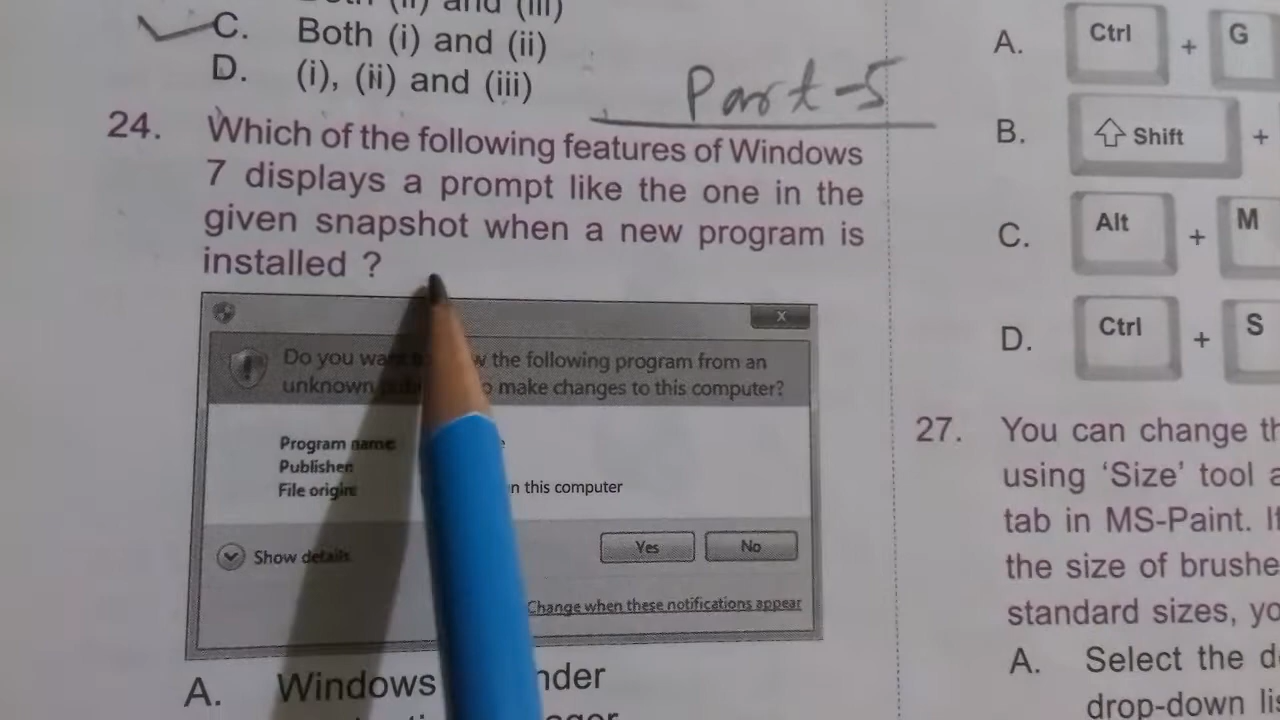 (ii) and (iii)
C. Both (i) and (ii)
D. (i), (ii) and (iii)
Part-5
24. Which of the following features of Windows
7 displays a prompt like the one in the
given snapshot when a new program is
installed ?
X
Do you want the following program from an
unknown make changes to this computer?
Program name
Publisher
File origin n this computer
Show details
Yes No
Change when these notifications appear
A. Windows nder
A. Ctrl + G
B. Shift +
C. Alt + M
D. Ctrl + S
27. You can change th
using ‘Size’ tool a
tab in MS-Paint. If
the size of brushe
standard sizes, yo
A. Select the d
drop-down lis